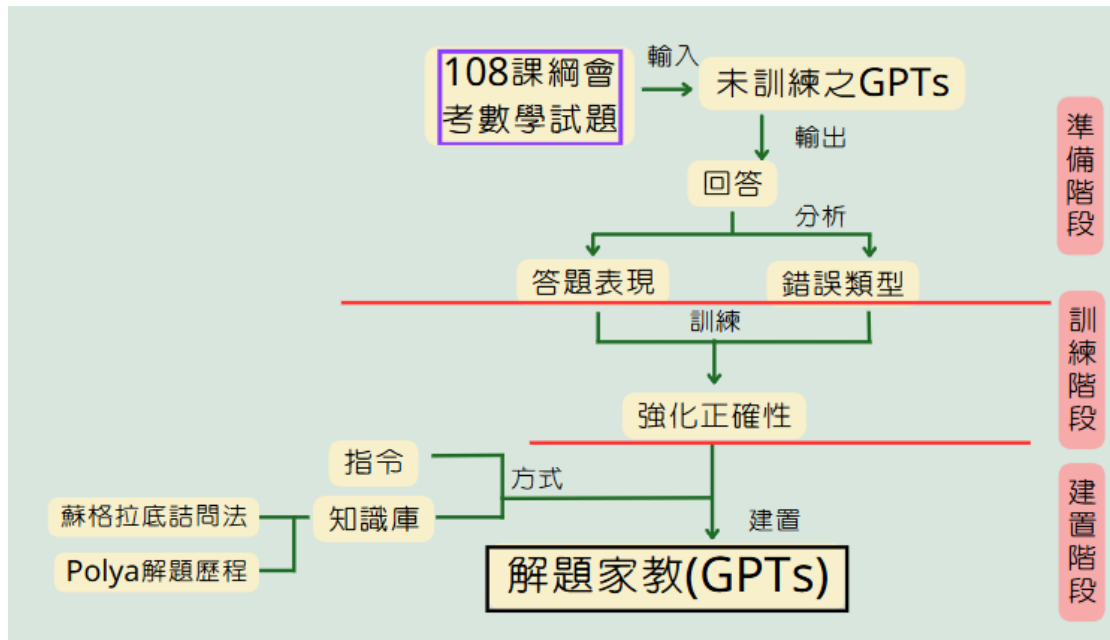 108課綱會
考數學試題
輸入
未訓練之GPTs
輸出
回答
分析
答題表現
錯誤類型
準備階段
訓練
強化正確性
訓練階段
指令
方式
知識庫
蘇格拉底詰問法
Polya解題歷程
建置
解題家教(GPTs)
建置階段